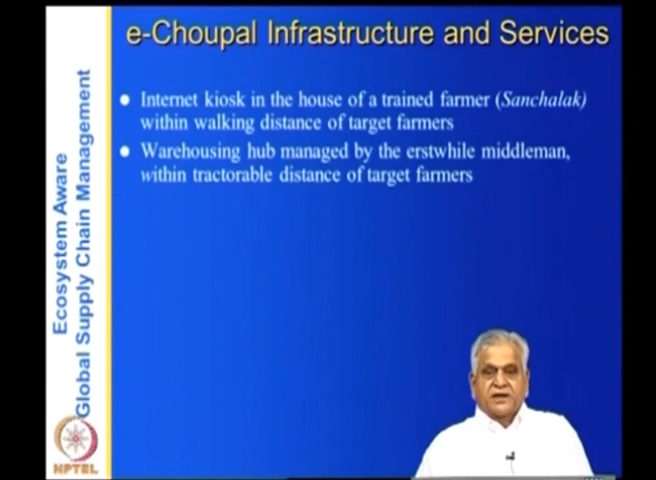 e-Choupal Infrastructure and Services
Internet kiosk in the house of a trained farmer (Sanchalak)
within walking distance of target farmers
Warehousing hub managed by the erstwhile middleman,
within tractorable distance of target farmers
Ecosystem Aware
Global Supply Chain Management
NPTEL